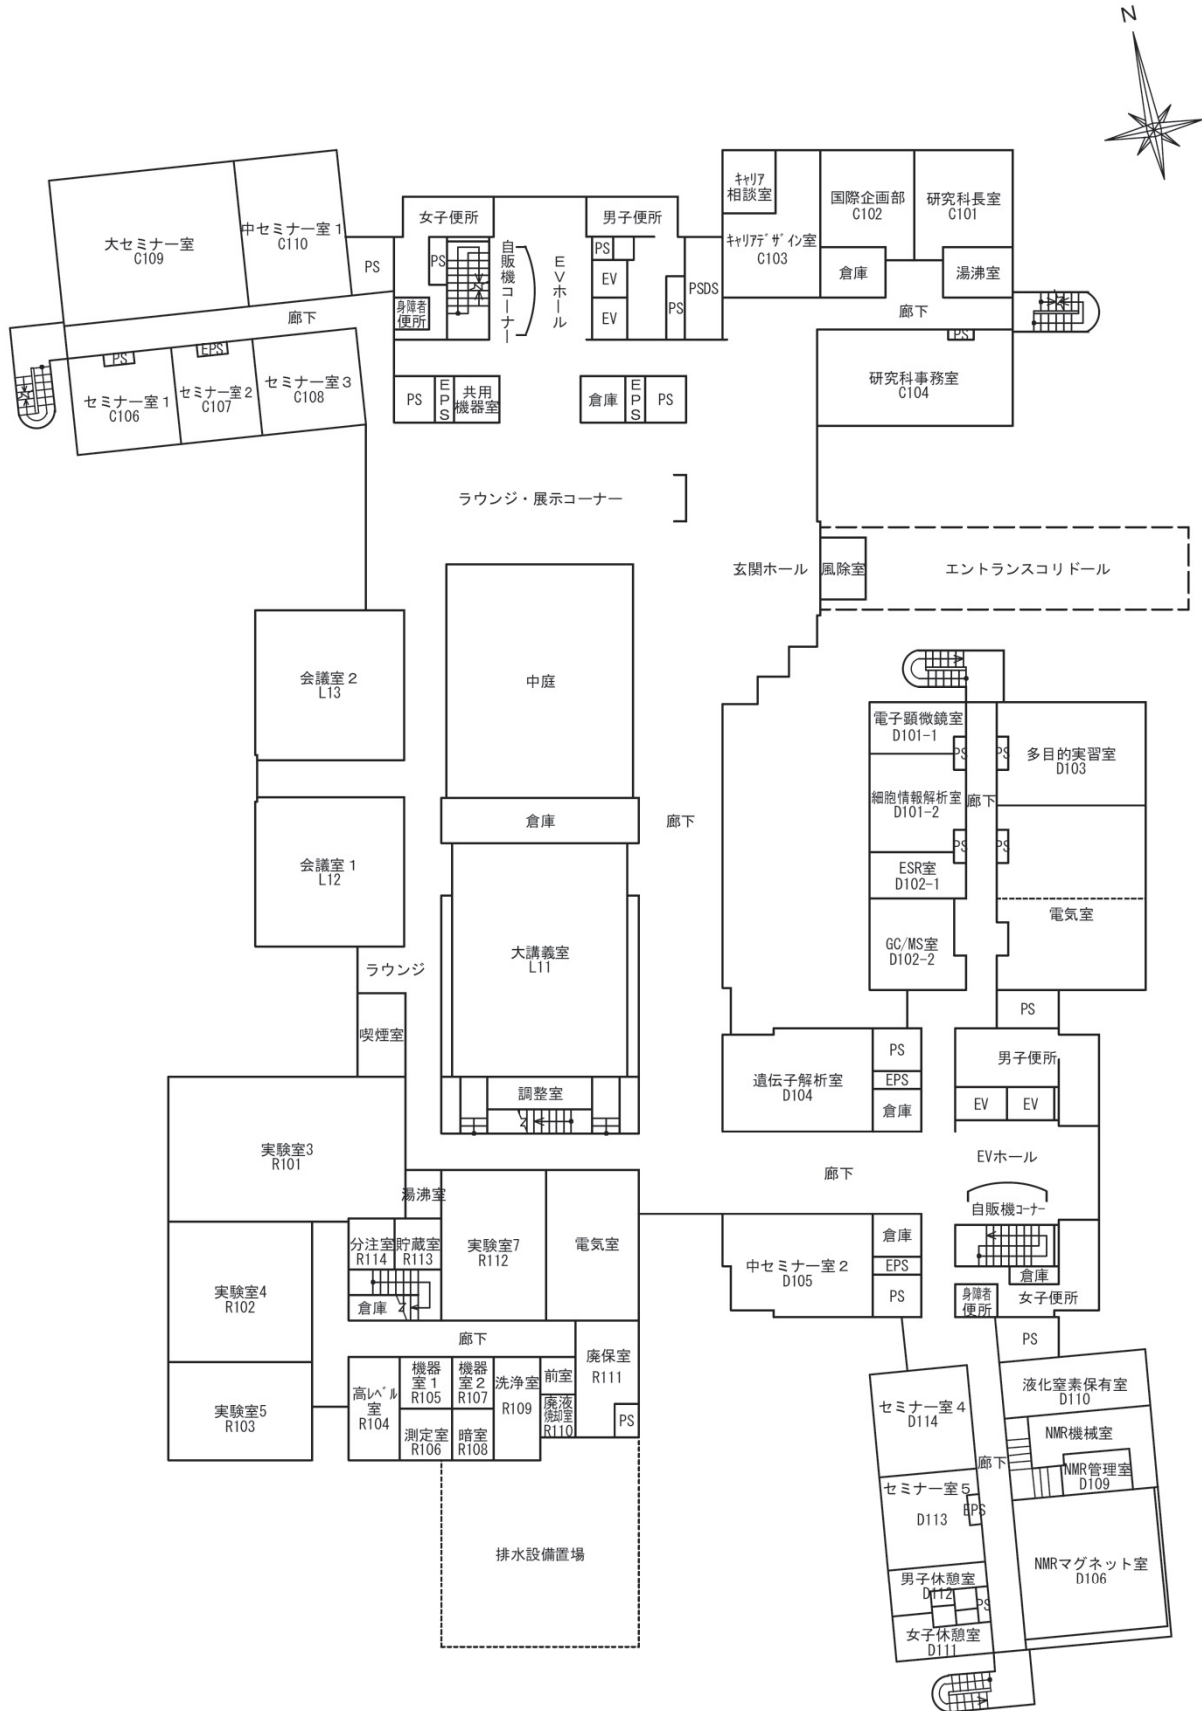 N
大セミナー室
C109
中セミナー室1
C110
PS
女子便所
PS
身障者
便所
自販機コーナー
EVホール
男子便所
PS
EV
EV
PS
PSDS
キャリア
相談室
キャリアデザイン室
C103
国際企画部
C102
研究科長室
C101
倉庫
湯沸室
廊下
廊下
PS
EPS
セミナー室1
C106
セミナー室2
C107
セミナー室3
C108
PS
EPS
共用
機器室
倉庫
EPS
PS
PS
研究科事務室
C104
ラウンジ・展示コーナー
玄関ホール
風除室
エントランスコリドール
会議室2
L13
中庭
電子顕微鏡室
D101-1
PS
PS
多目的実習室
D103
細胞情報解析室
D101-2
廊下
倉庫
廊下
会議室1
L12
PS
PS
ESR室
D102-1
電気室
大講義室
L11
GC/MS室
D102-2
ラウンジ
喫煙室
PS
調整室
遺伝子解析室
D104
PS
EPS
倉庫
男子便所
EV
EV
実験室3
R101
廊下
EVホール
自販機コーナー
湯沸室
分注室
R114
貯蔵室
R113
実験室7
R112
電気室
倉庫
実験室4
R102
中セミナー室2
D105
倉庫
EPS
PS
倉庫
身障者
便所
女子便所
PS
廊下
実験室5
R103
高レベル
室
R104
機器
室1
R105
機器
室2
R107
洗浄室
R109
前室
廃保室
R111
測定室
R106
暗室
R108
廃液
焼却室
R110
PS
セミナー室4
D114
液化窒素保有室
D110
NMR機械室
廊下
NMR管理室
D109
セミナー室5
D113
EPS
排水設備置場
NMRマグネット室
D106
男子休憩室
D112
PS
女子休憩室
D111